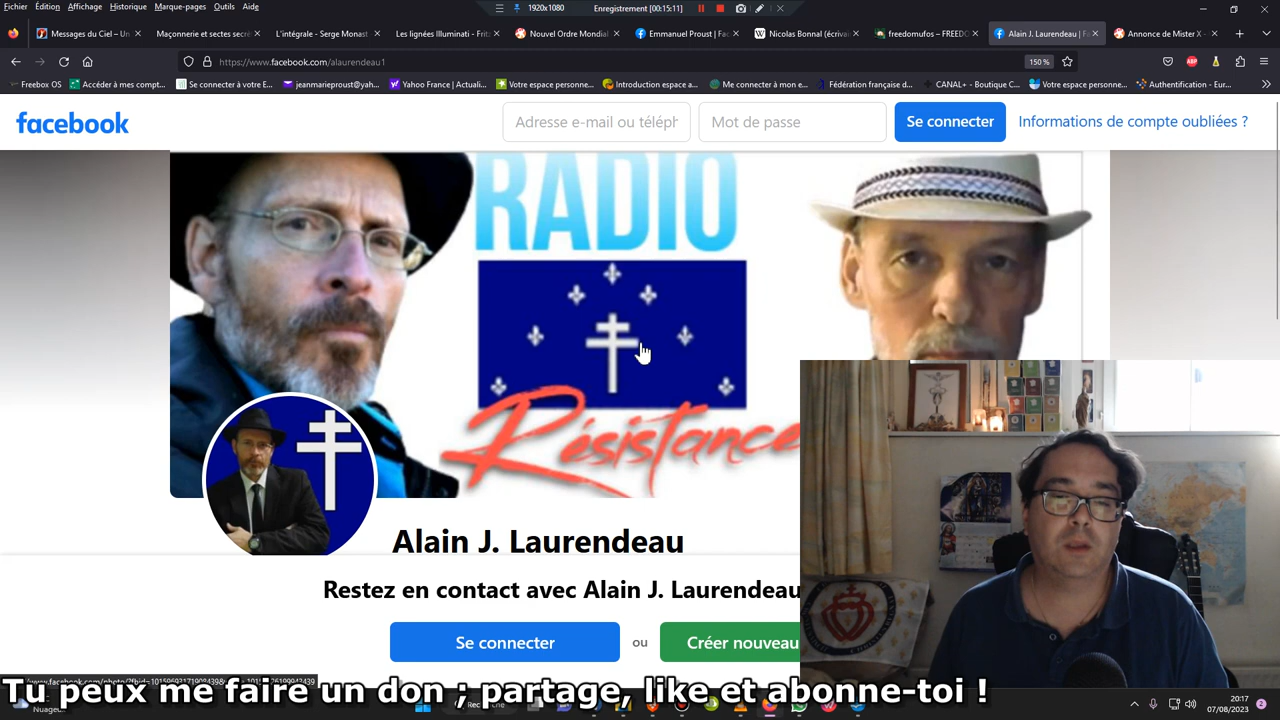 Fichier Édition Affichage Historique Marque-pages Outils Aide
1920x1080 Enregistrement [00:15:11]
Messages du Ciel – Un
Maçonnerie et sectes secrè
L'intégrale - Serge Monast
Les lignées Illuminati - Frit
Nouvel Ordre Mondial
Emmanuel Proust | Fac
Nicolas Bonnal (écrivai
freedomufos – FREEDO
Alain J. Laurendeau | Fa
Annonce de Mister X -
https://www.facebook.com/alaurendeau1
150 %
Freebox OS
Accéder à mes compt...
Se connecter à votre E...
jeanmarieproust@yah...
Yahoo France | Actuali...
Votre espace personne...
Introduction espace a...
Me connecter à mon e...
Fédération française d...
CANAL+ - Boutique C...
Votre espace personne...
Authentification - Eur...
facebook
Adresse e-mail ou téléph
Mot de passe
Se connecter
Informations de compte oubliées ?
RADIO
Résistance
Alain J. Laurendeau
Restez en contact avec Alain J. Laurendeau
Se connecter
ou
Créer nouveau
Tu peux me faire un don ; partage, like et abonne-toi !
Nuageux
20:17
07/08/2023